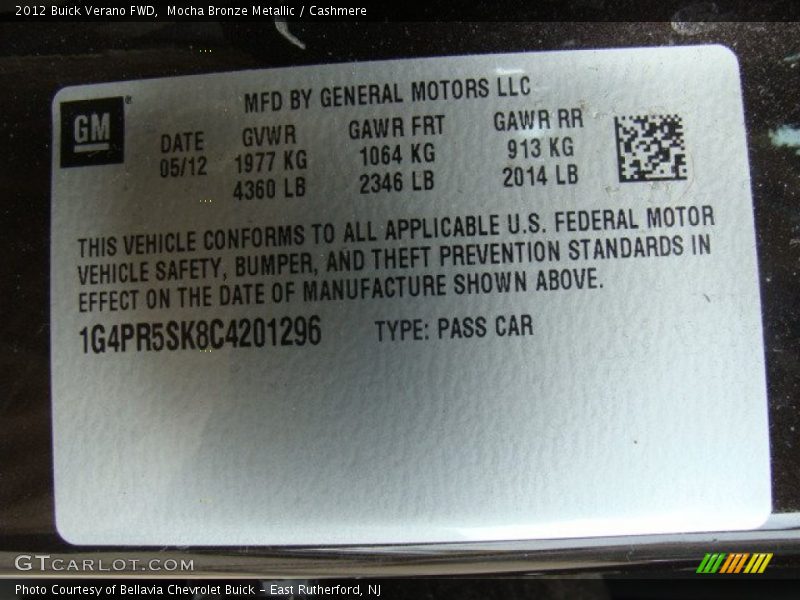 2012 Buick Verano FWD,  Mocha Bronze Metallic / Cashmere
MFD BY GENERAL MOTORS LLC
GM®
DATE GVWR GAWR FRT GAWR RR
05/12 1977 KG 1064 KG 913 KG
4360 LB 2346 LB 2014 LB
THIS VEHICLE CONFORMS TO ALL APPLICABLE U.S. FEDERAL MOTOR
VEHICLE SAFETY, BUMPER, AND THEFT PREVENTION STANDARDS IN
EFFECT ON THE DATE OF MANUFACTURE SHOWN ABOVE.
1G4PR5SK8C4201296 TYPE: PASS CAR
GTCARLOT.COM
Photo Courtesy of Bellavia Chevrolet Buick - East Rutherford, NJ